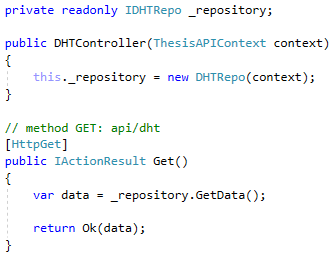 private readonly IDHTRepo _repository;
public DHTController(ThesisAPIContext context)
{
this._repository = new DHTRepo(context);
}
// method GET: api/dht
[HttpGet]
public IActionResult Get()
{
var data = _repository.GetData();
return Ok(data);
}